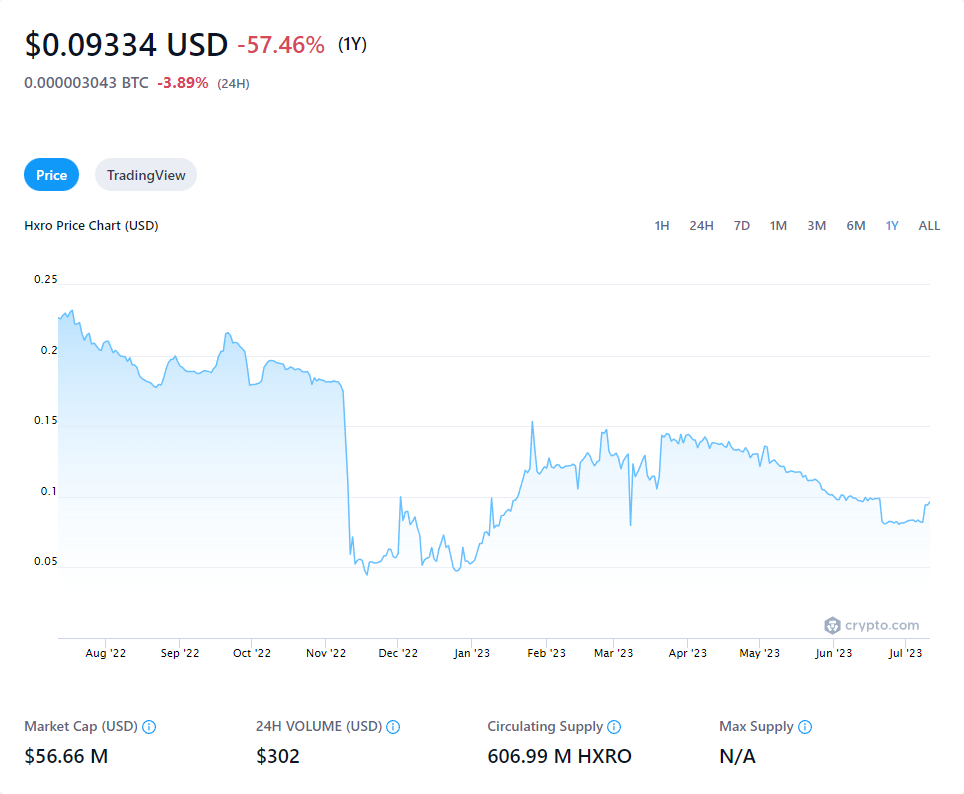 $0.09334 USD -57.46% (1Y)
0.000003043 BTC -3.89% (24H)
Price TradingView
Hxro Price Chart (USD) 1H 24H 7D 1M 3M 6M 1Y ALL
0.25
0.2
0.15
0.1
0.05
crypto.com
Aug '22 Sep '22 Oct '22 Nov '22 Dec '22 Jan '23 Feb '23 Mar '23 Apr '23 May '23 Jun '23 Jul '23
Market Cap (USD) 24H VOLUME (USD) Circulating Supply Max Supply
$56.66 M $302 606.99 M HXRO N/A